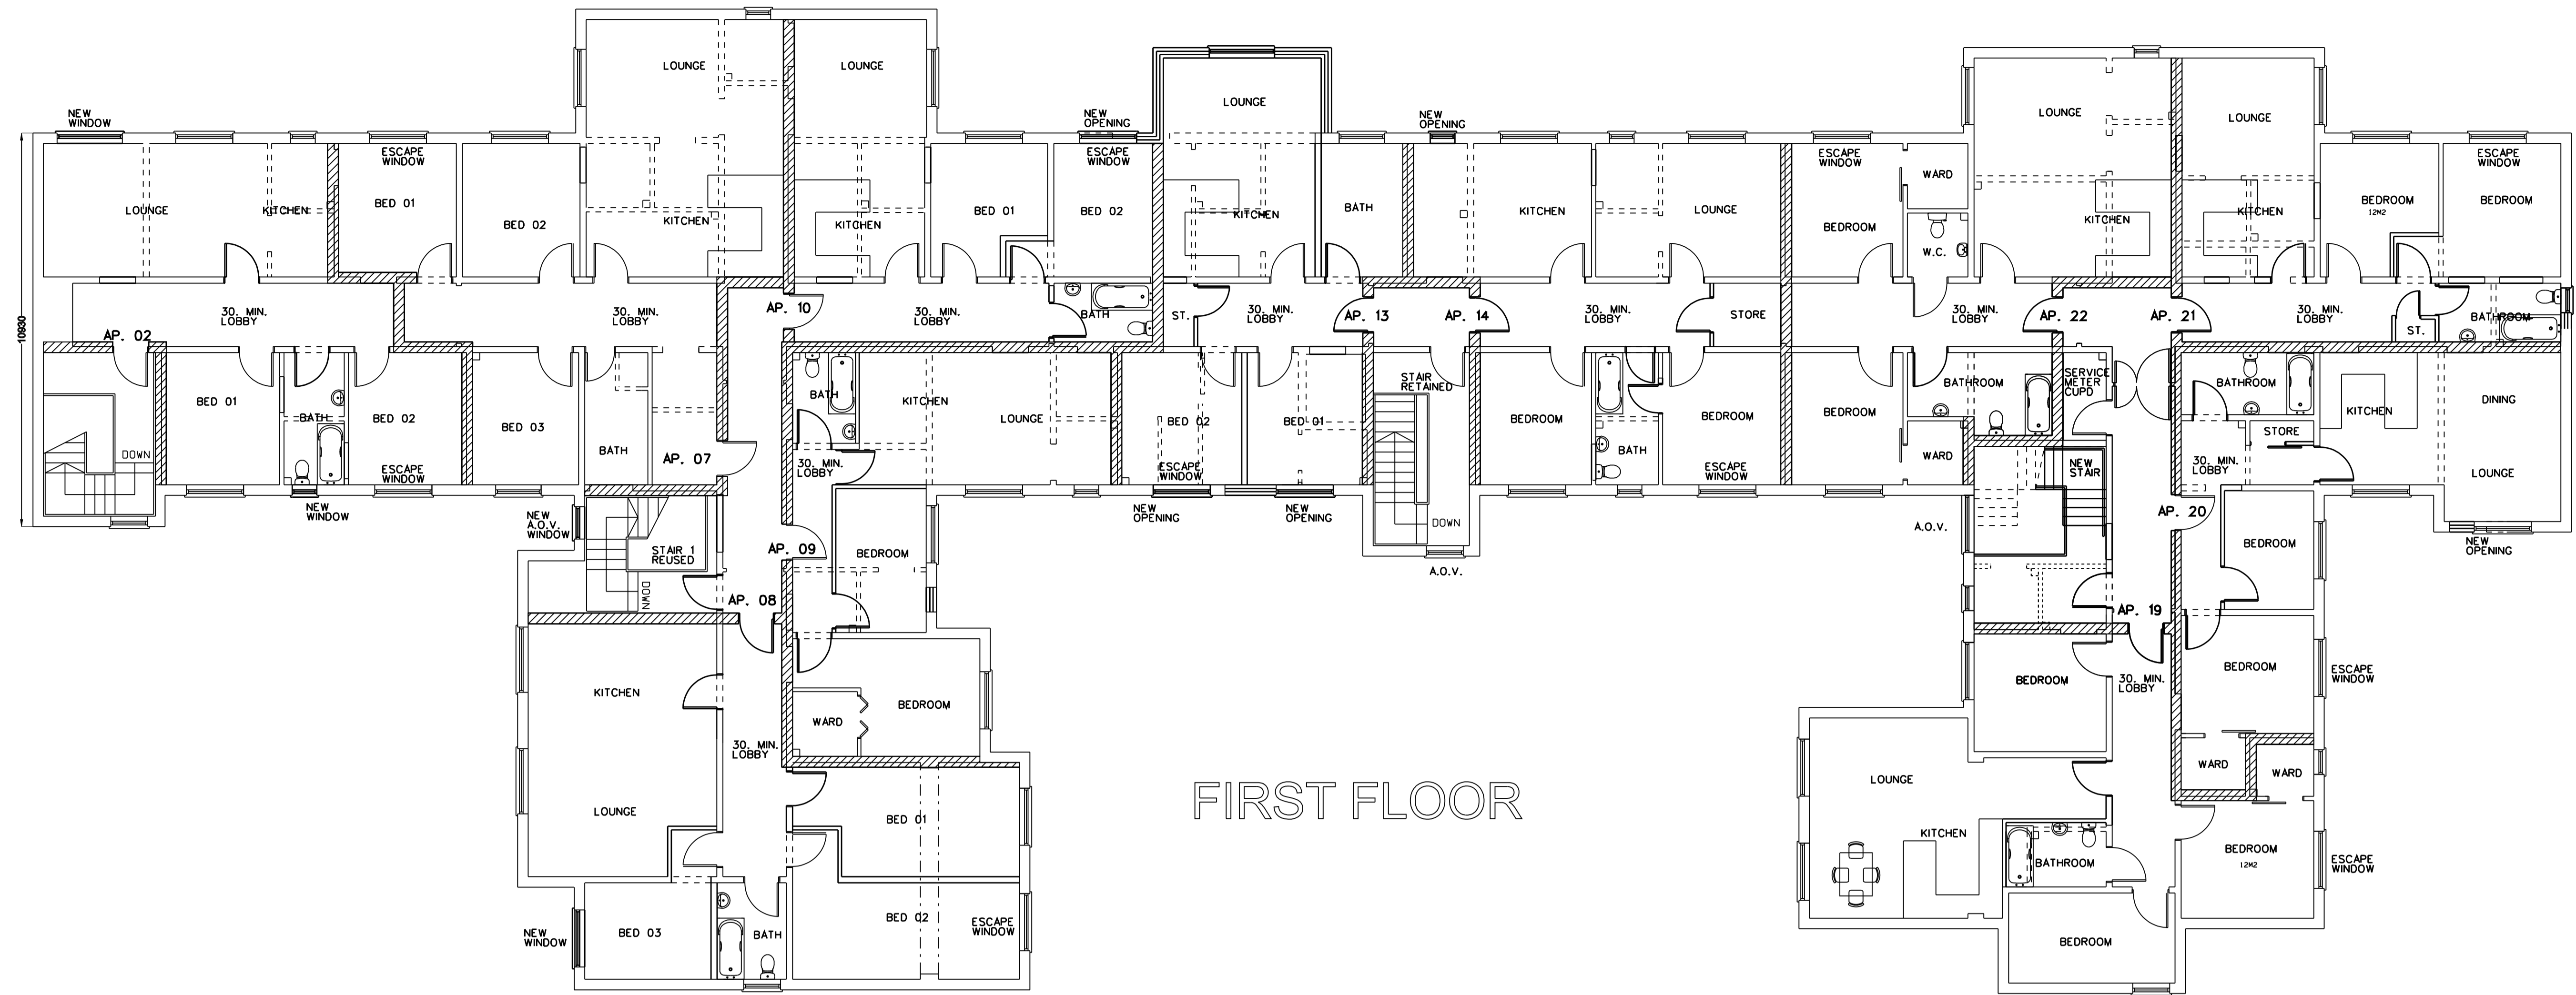 LOUNGE
LOUNGE
LOUNGE
LOUNGE
LOUNGE
NEW
WINDOW
NEW
OPENING
NEW
OPENING
LOUNGE
ESCAPE
WINDOW
ESCAPE
WINDOW
ESCAPE
WINDOW
ESCAPE
WINDOW
WARD
LOUNGE
KITCHEN
BED 01
BED 02
KITCHEN
KITCHEN
BED 01
BED 02
KITCHEN
BATH
KITCHEN
LOUNGE
BEDROOM
W.C.
KITCHEN
KITCHEN
BEDROOM
12M2
BEDROOM
10930
AP. 02
30. MIN.
LOBBY
30. MIN.
LOBBY
AP. 10
30. MIN.
LOBBY
BATH
ST.
30. MIN.
LOBBY
AP. 13
AP. 14
30. MIN.
LOBBY
STORE
30. MIN.
LOBBY
AP. 22
AP. 21
30. MIN.
LOBBY
ST.
BATHROOM
BED 01
BATH
BED 02
BED 03
BATH
BATH
KITCHEN
LOUNGE
BED 02
BED 01
STAIR
RETAINED
BEDROOM
BATH
BEDROOM
BEDROOM
BATHROOM
SERVICE
METER
CUPD
BATHROOM
KITCHEN
DINING
DOWN
ESCAPE
WINDOW
AP. 07
30. MIN.
LOBBY
ESCAPE
WINDOW
ESCAPE
WINDOW
WARD
NEW
STAIR
STORE
30. MIN.
LOBBY
LOUNGE
NEW
WINDOW
NEW
A.O.V.
WINDOW
NEW
OPENING
NEW
OPENING
DOWN
A.O.V.
AP. 20
NEW
OPENING
STAIR 1
REUSED
AP. 09
BEDROOM
A.O.V.
BEDROOM
DOWN
AP. 08
AP. 19
KITCHEN
BEDROOM
WARD
30. MIN.
LOBBY
BEDROOM
30. MIN.
LOBBY
BEDROOM
ESCAPE
WINDOW
LOUNGE
BED 01
FIRST FLOOR
LOUNGE
WARD
WARD
KITCHEN
BATHROOM
BEDROOM
12M2
ESCAPE
WINDOW
NEW
WINDOW
BED 03
BATH
BED 02
ESCAPE
WINDOW
BEDROOM